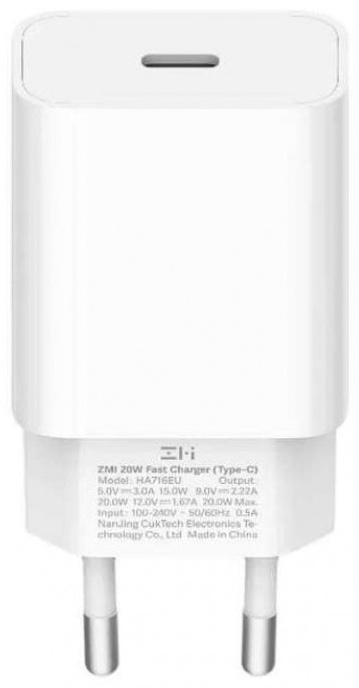 ZMI
ZMI 20W Fast Charger (Type-C)
Model: HA716EU Output:
5.0V⎓3.0A 15.0W 9.0V⎓2.22A
20.0W 12.0V⎓1.67A 20.0W Max.
Input: 100-240V ~ 50/60Hz 0.5A
NanJing CukTech Electronics Te-
chnology Co., Ltd Made in China